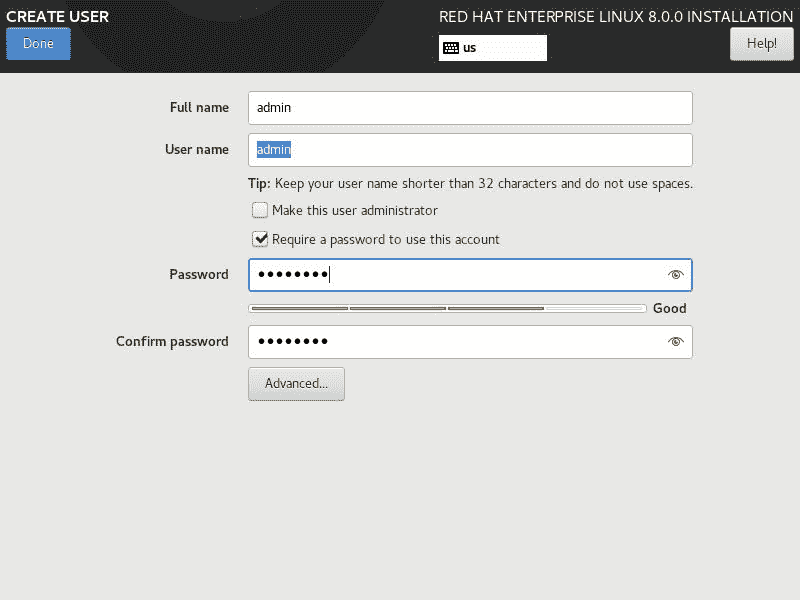 CREATE USER
RED HAT ENTERPRISE LINUX 8.0.0 INSTALLATION
Done
us
Help!
Full name
admin
User name
admin
Tip: Keep your user name shorter than 32 characters and do not use spaces.
Make this user administrator
Require a password to use this account
Password
●●●●●●●●
Good
Confirm password
●●●●●●●●
Advanced...